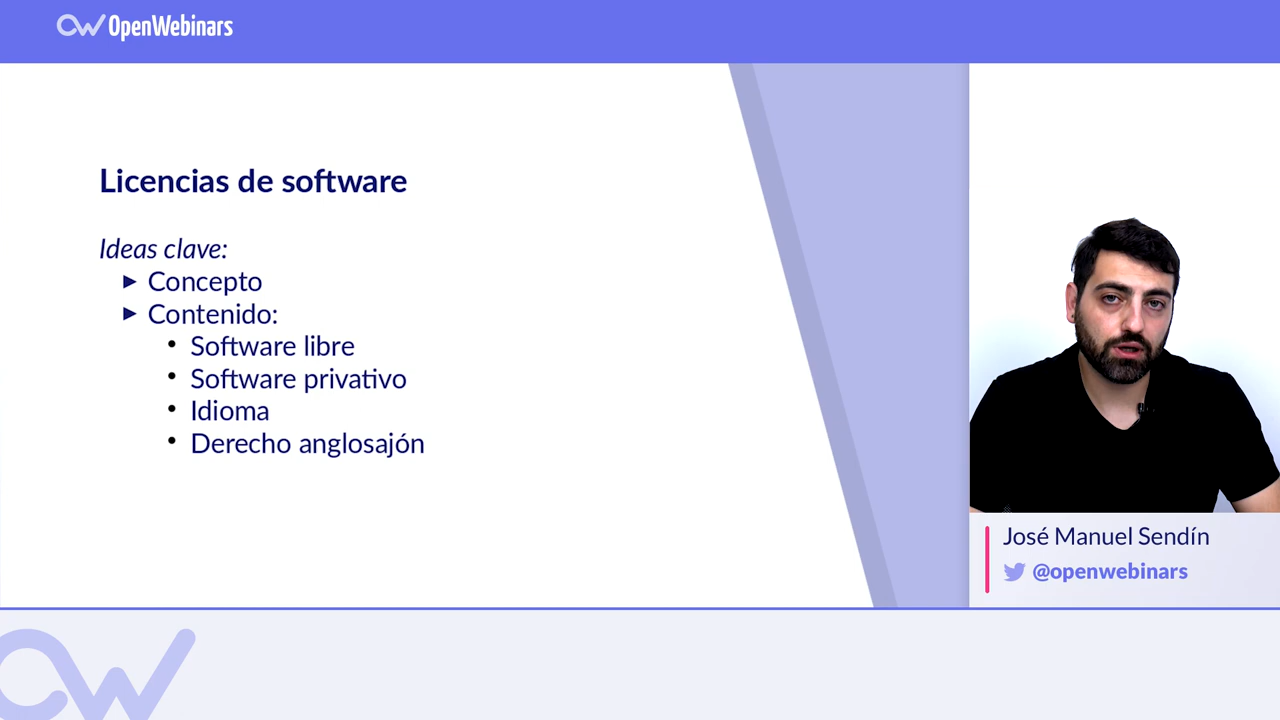 OpenWebinars
Licencias de software
Ideas clave:
► Concepto
► Contenido:
• Software libre
• Software privativo
• Idioma
• Derecho anglosajón
José Manuel Sendín
@openwebinars